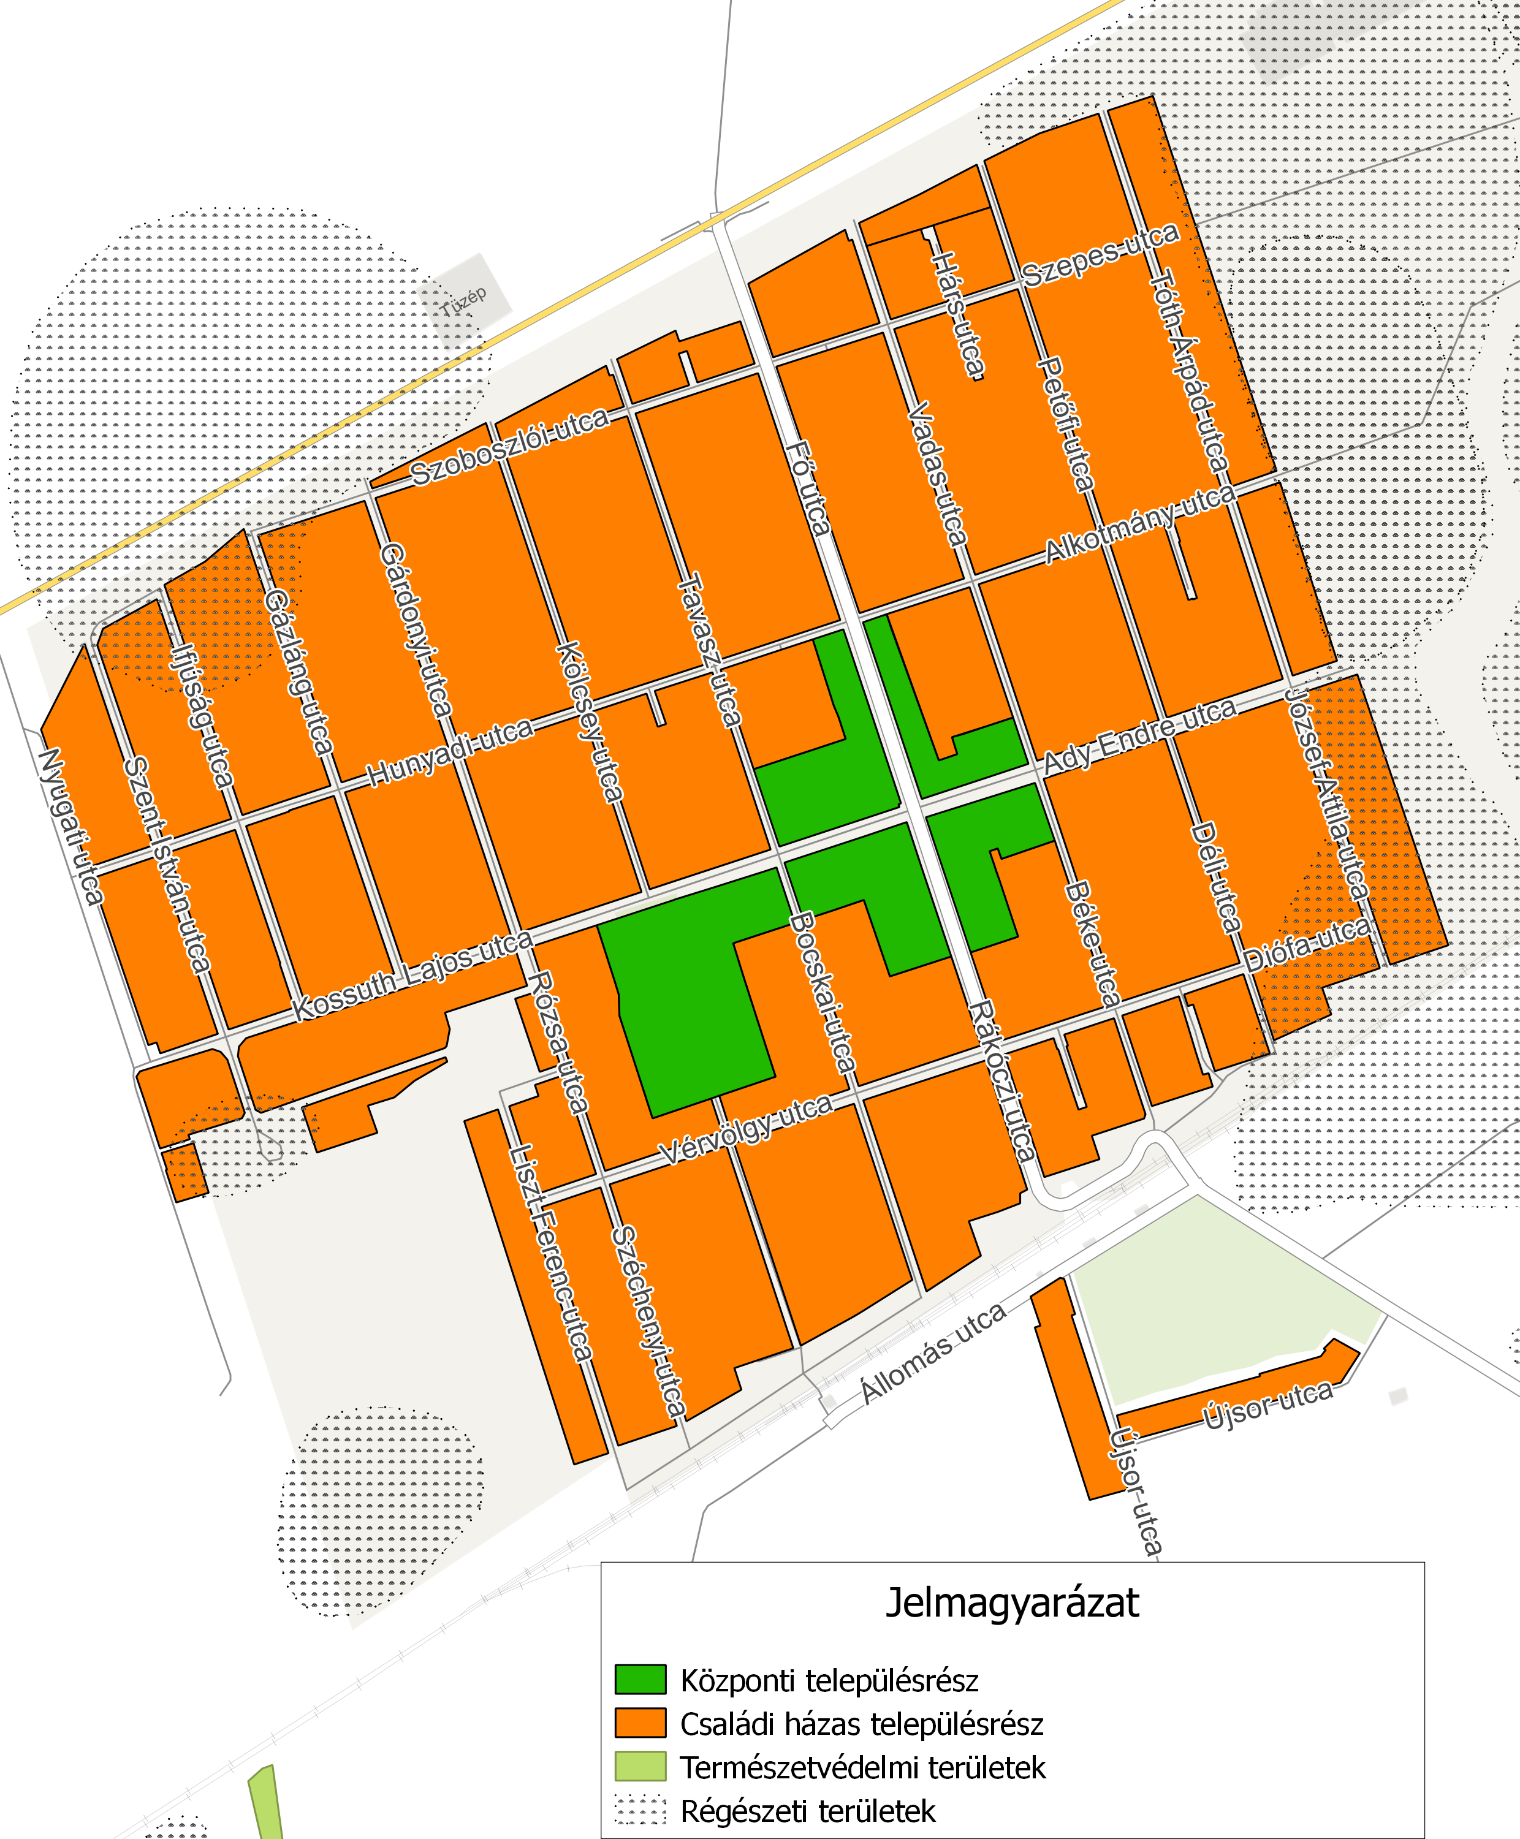 Tüzép
Szepes utca
Hárs utca
Tóth Árpád utca
Petőfi utca
Vadas utca
Fő utca
Szoboszlói utca
Alkotmány utca
Gárdonyi utca
Gázláng utca
Ifjúság utca
Tavasz utca
Kölcsey utca
Hunyadi utca
Ady Endre utca
József Attila utca
Nyugati utca
Szent István utca
Déli utca
Béke utca
Bocskai utca
Diófa utca
Kossuth Lajos utca
Rózsa utca
Rákóczi utca
Vérvölgy utca
Liszt Ferenc utca
Széchenyi utca
Állomás utca
Újsor utca
Újsor utca
Jelmagyarázat
Központi településrész
Családi házas településrész
Természetvédelmi területek
Régészeti területek